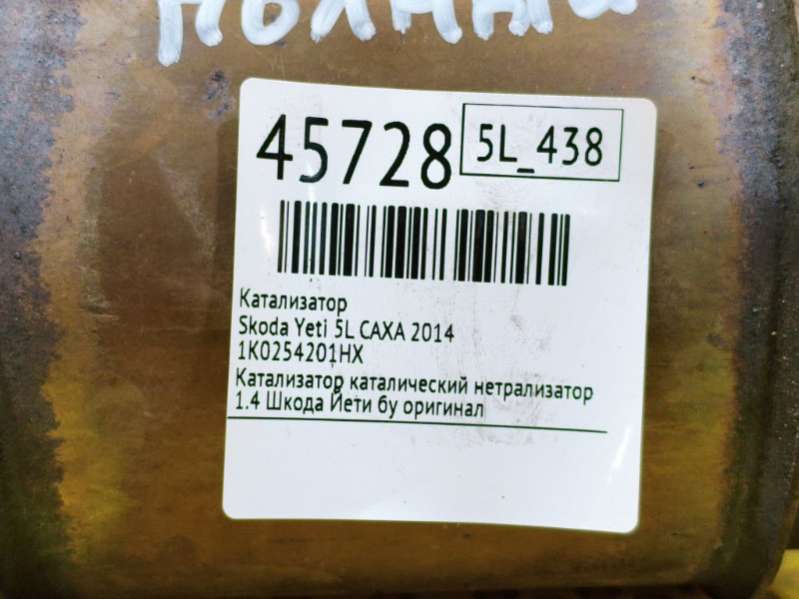 45728
5L_438
Катализатор
Skoda Yeti 5L CAXA 2014
1K0254201HX
Катализатор каталический нетрализатор
1.4 Шкода Йети бу оригинал